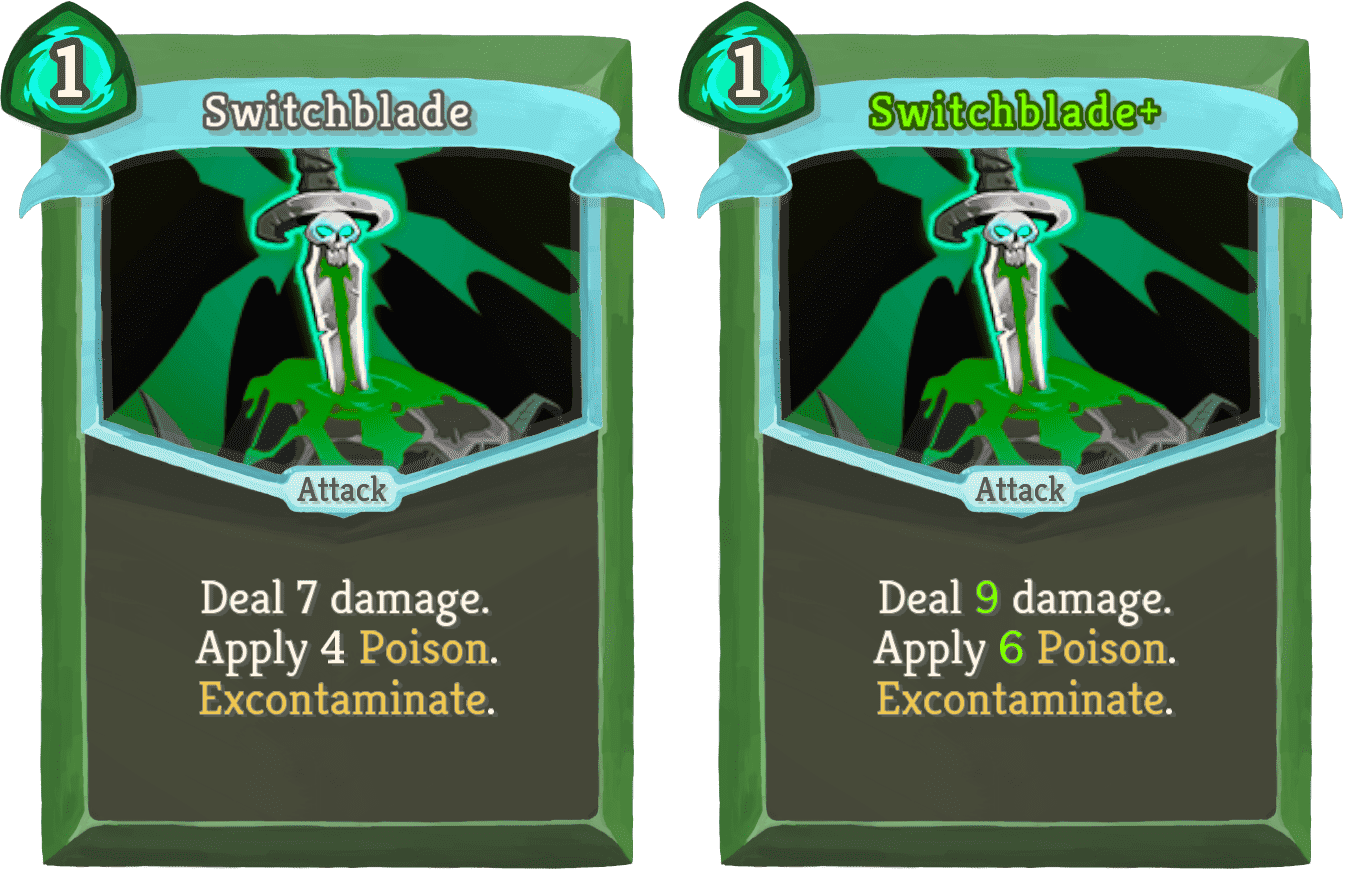 1
Switchblade
Attack
Deal 7 damage.
Apply 4 Poison.
Excontaminate.
1
Switchblade+
Attack
Deal 9 damage.
Apply 6 Poison.
Excontaminate.